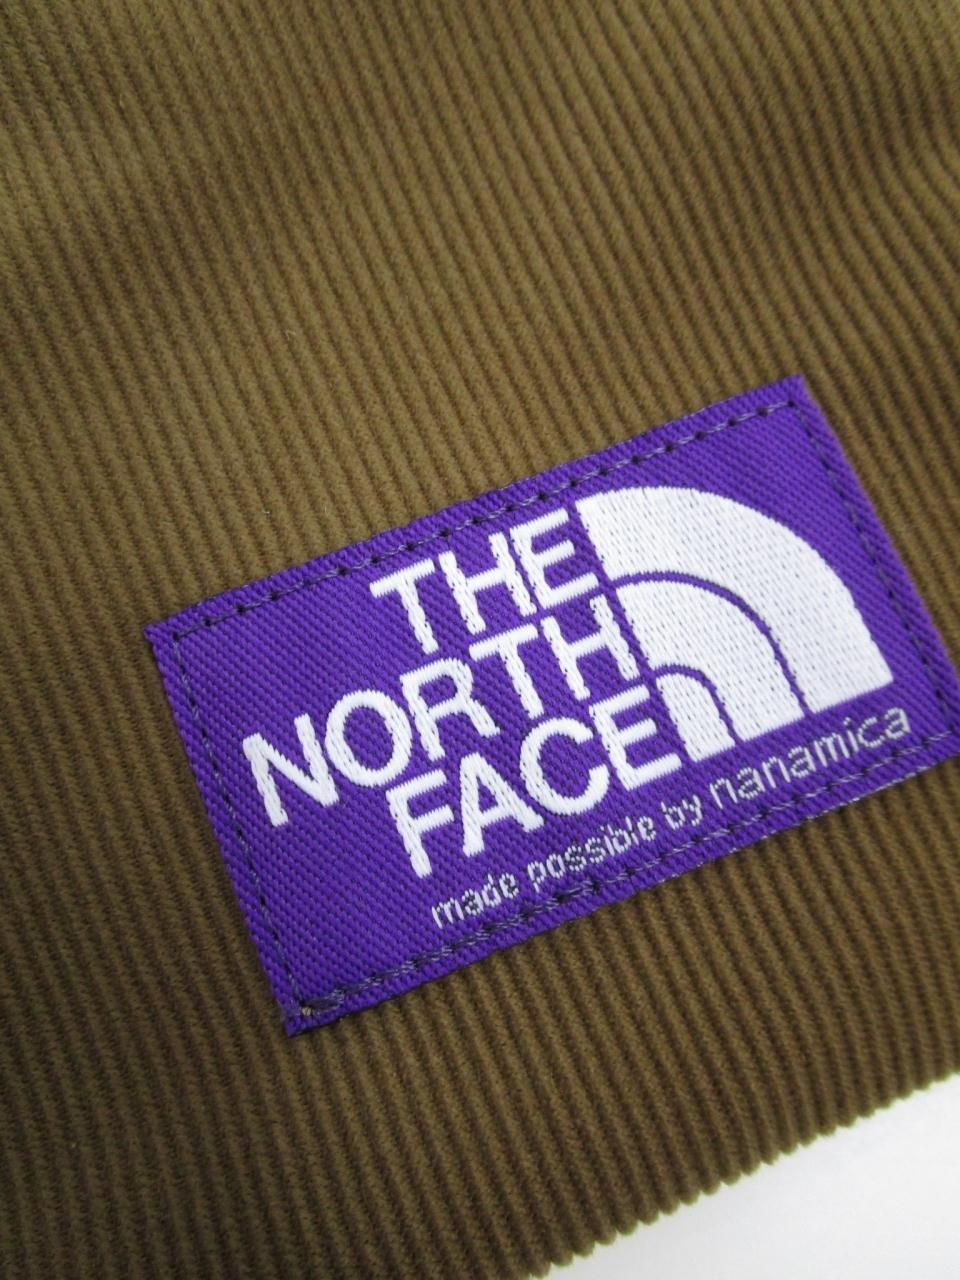 THE
NORTH
FACE
made possible by nanamica